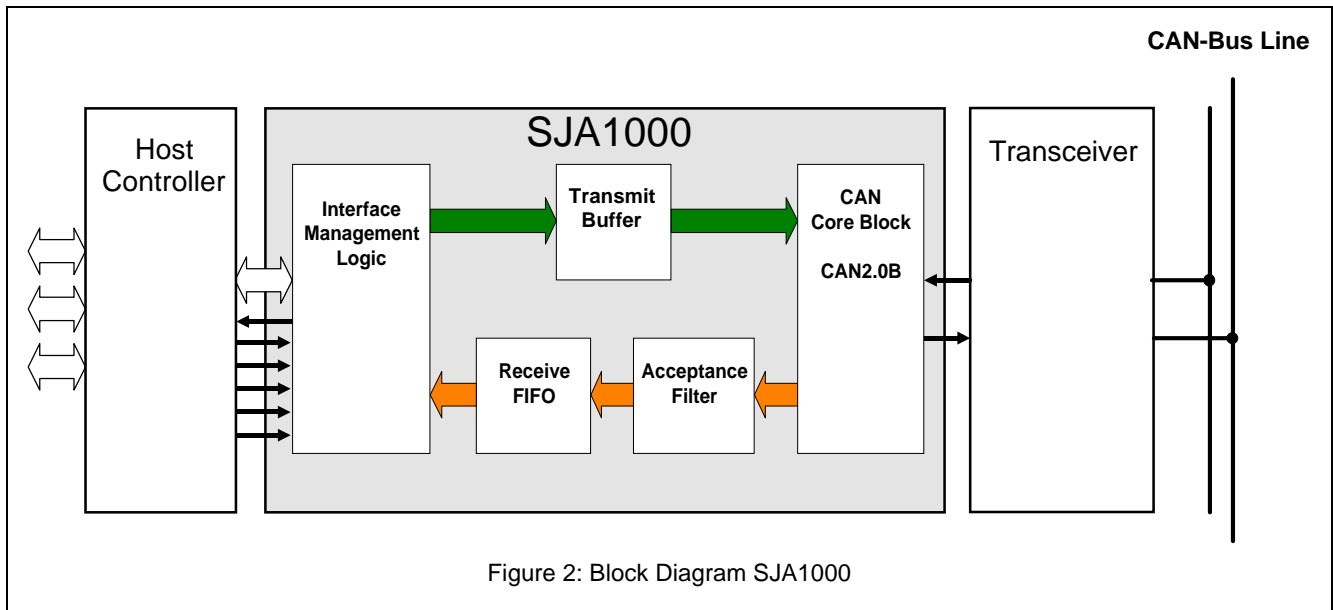 CAN-Bus Line
Host
Controller
SJA1000
Transceiver
Interface
Management
Logic
Transmit
Buffer
CAN
Core Block
CAN2.0B
Receive
FIFO
Acceptance
Filter
Figure 2: Block Diagram SJA1000